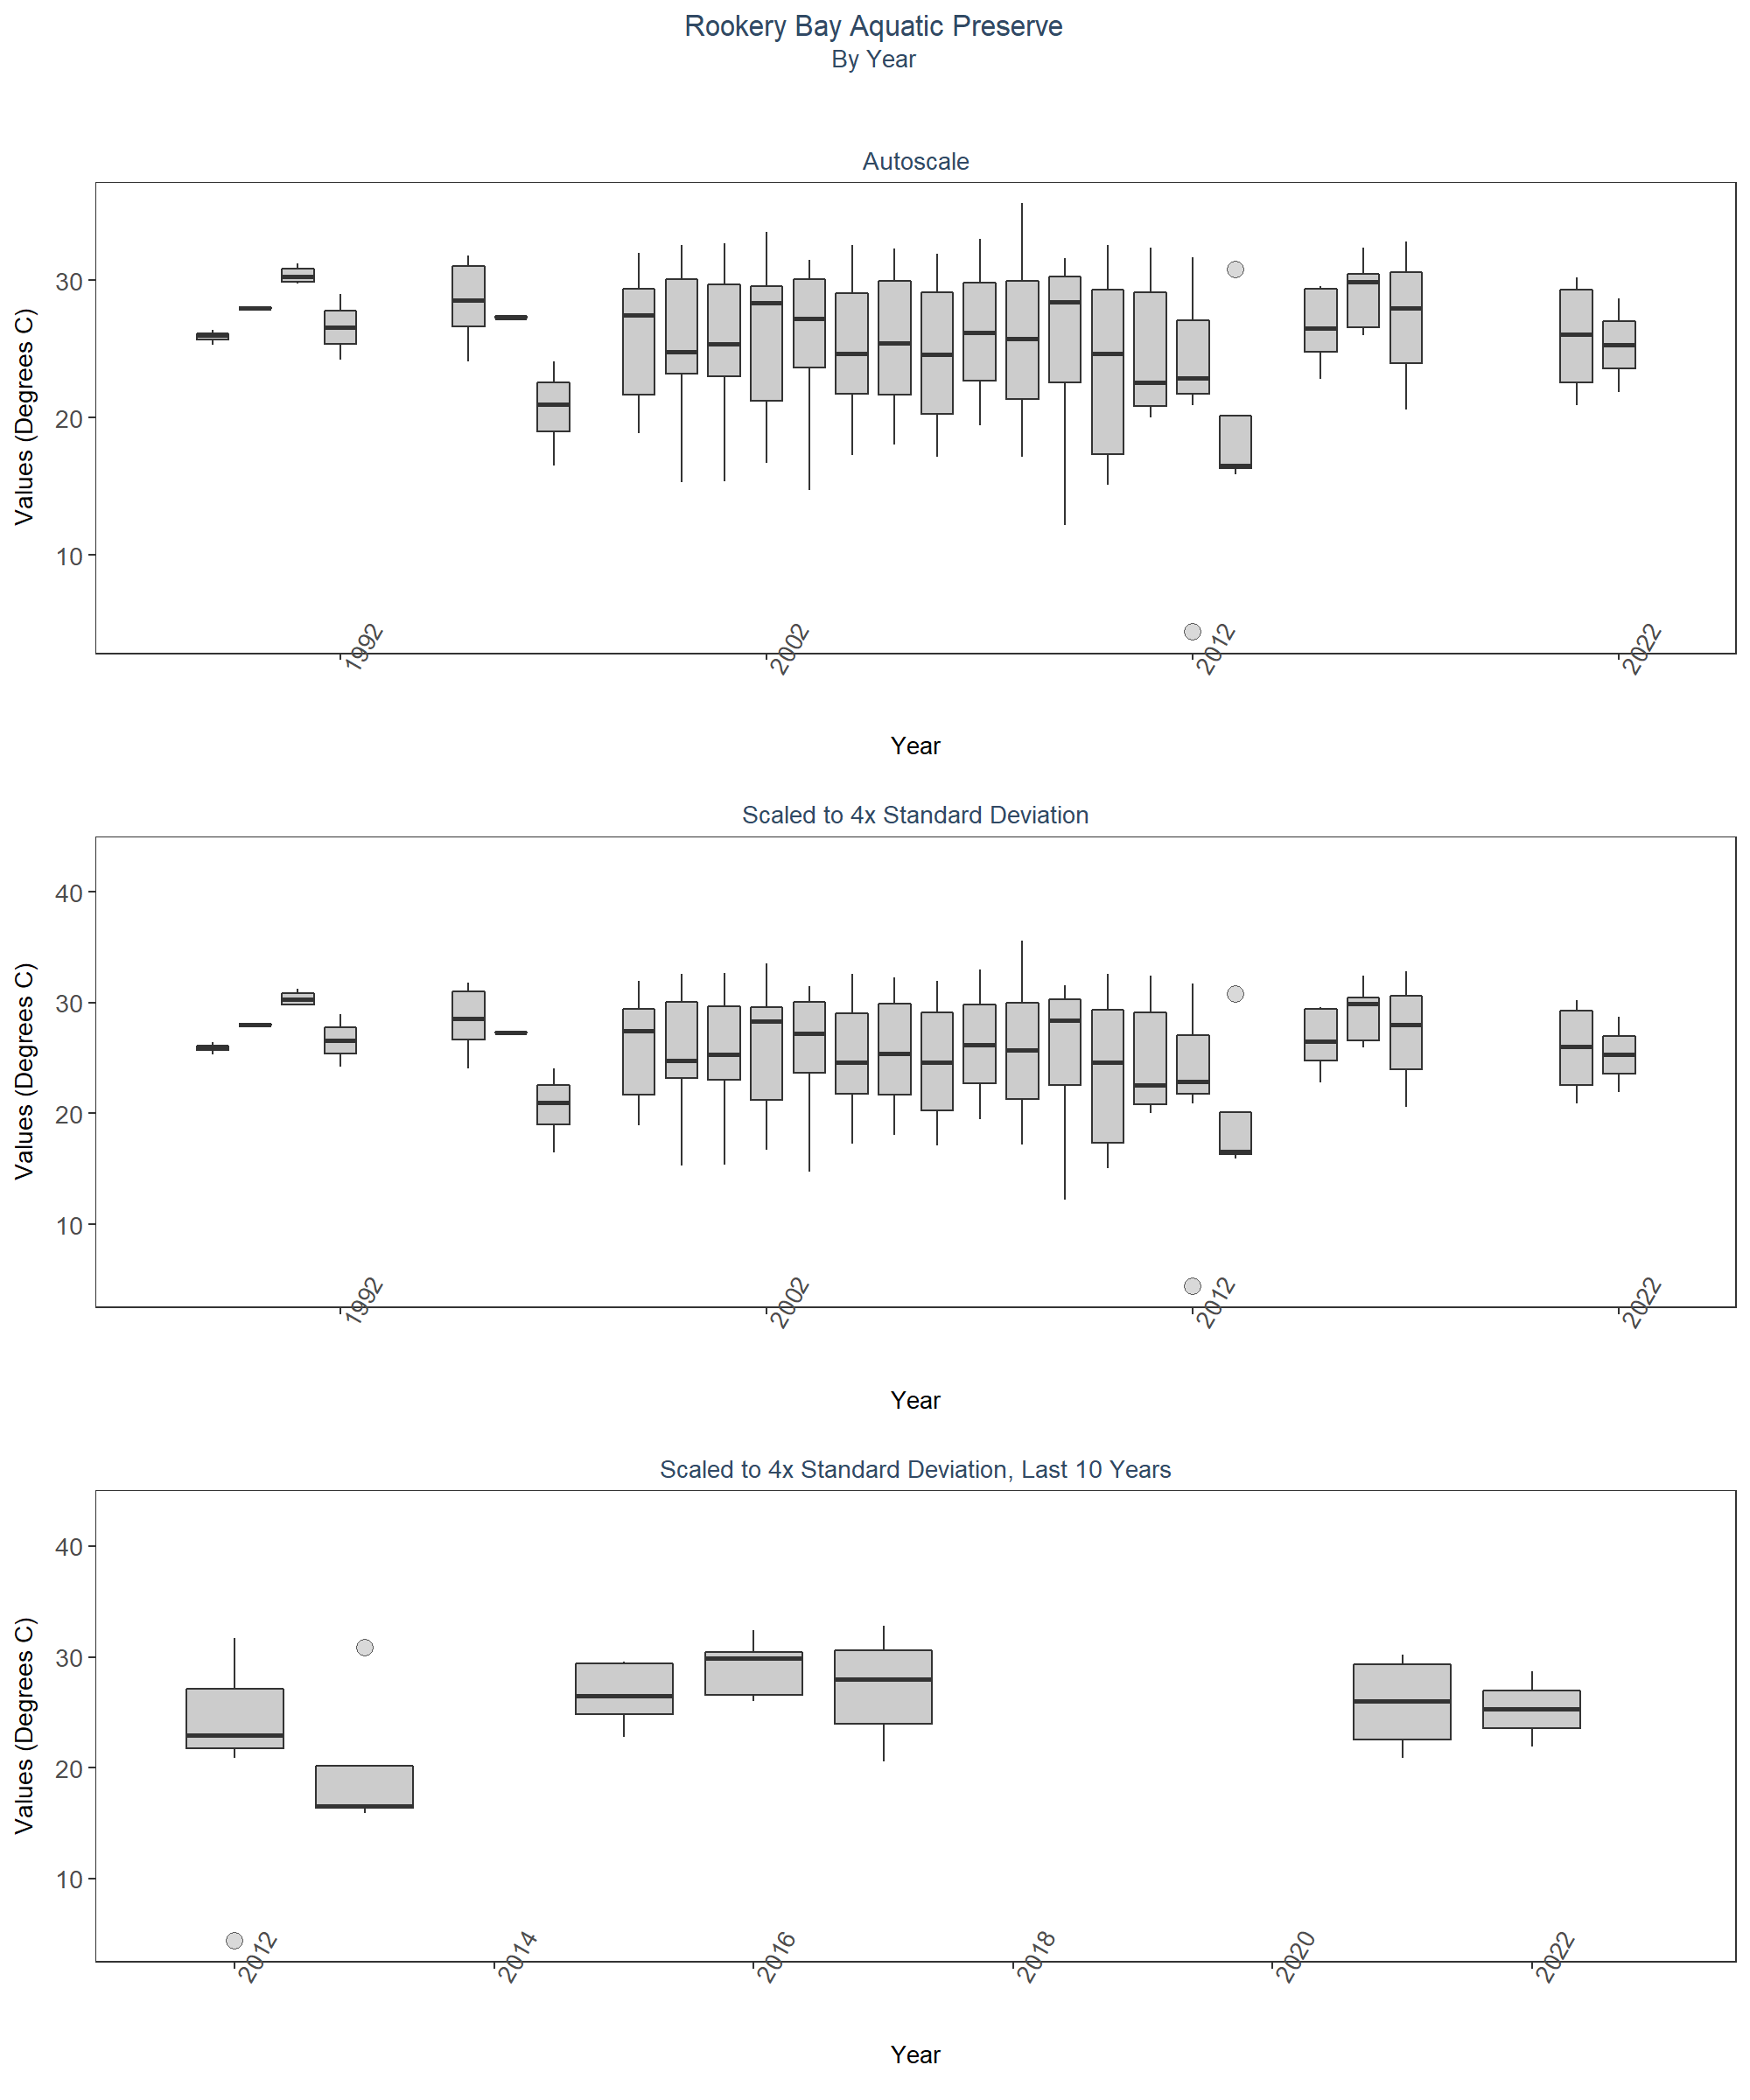 Rookery Bay Aquatic Preserve
By Year
Autoscale
Values (Degrees C)
30
20
10
1992
2002
2012
2022
Year
Scaled to 4x Standard Deviation
Values (Degrees C)
40
30
20
10
1992
2002
2012
2022
Year
Scaled to 4x Standard Deviation, Last 10 Years
Values (Degrees C)
40
30
20
10
2012
2014
2016
2018
2020
2022
Year